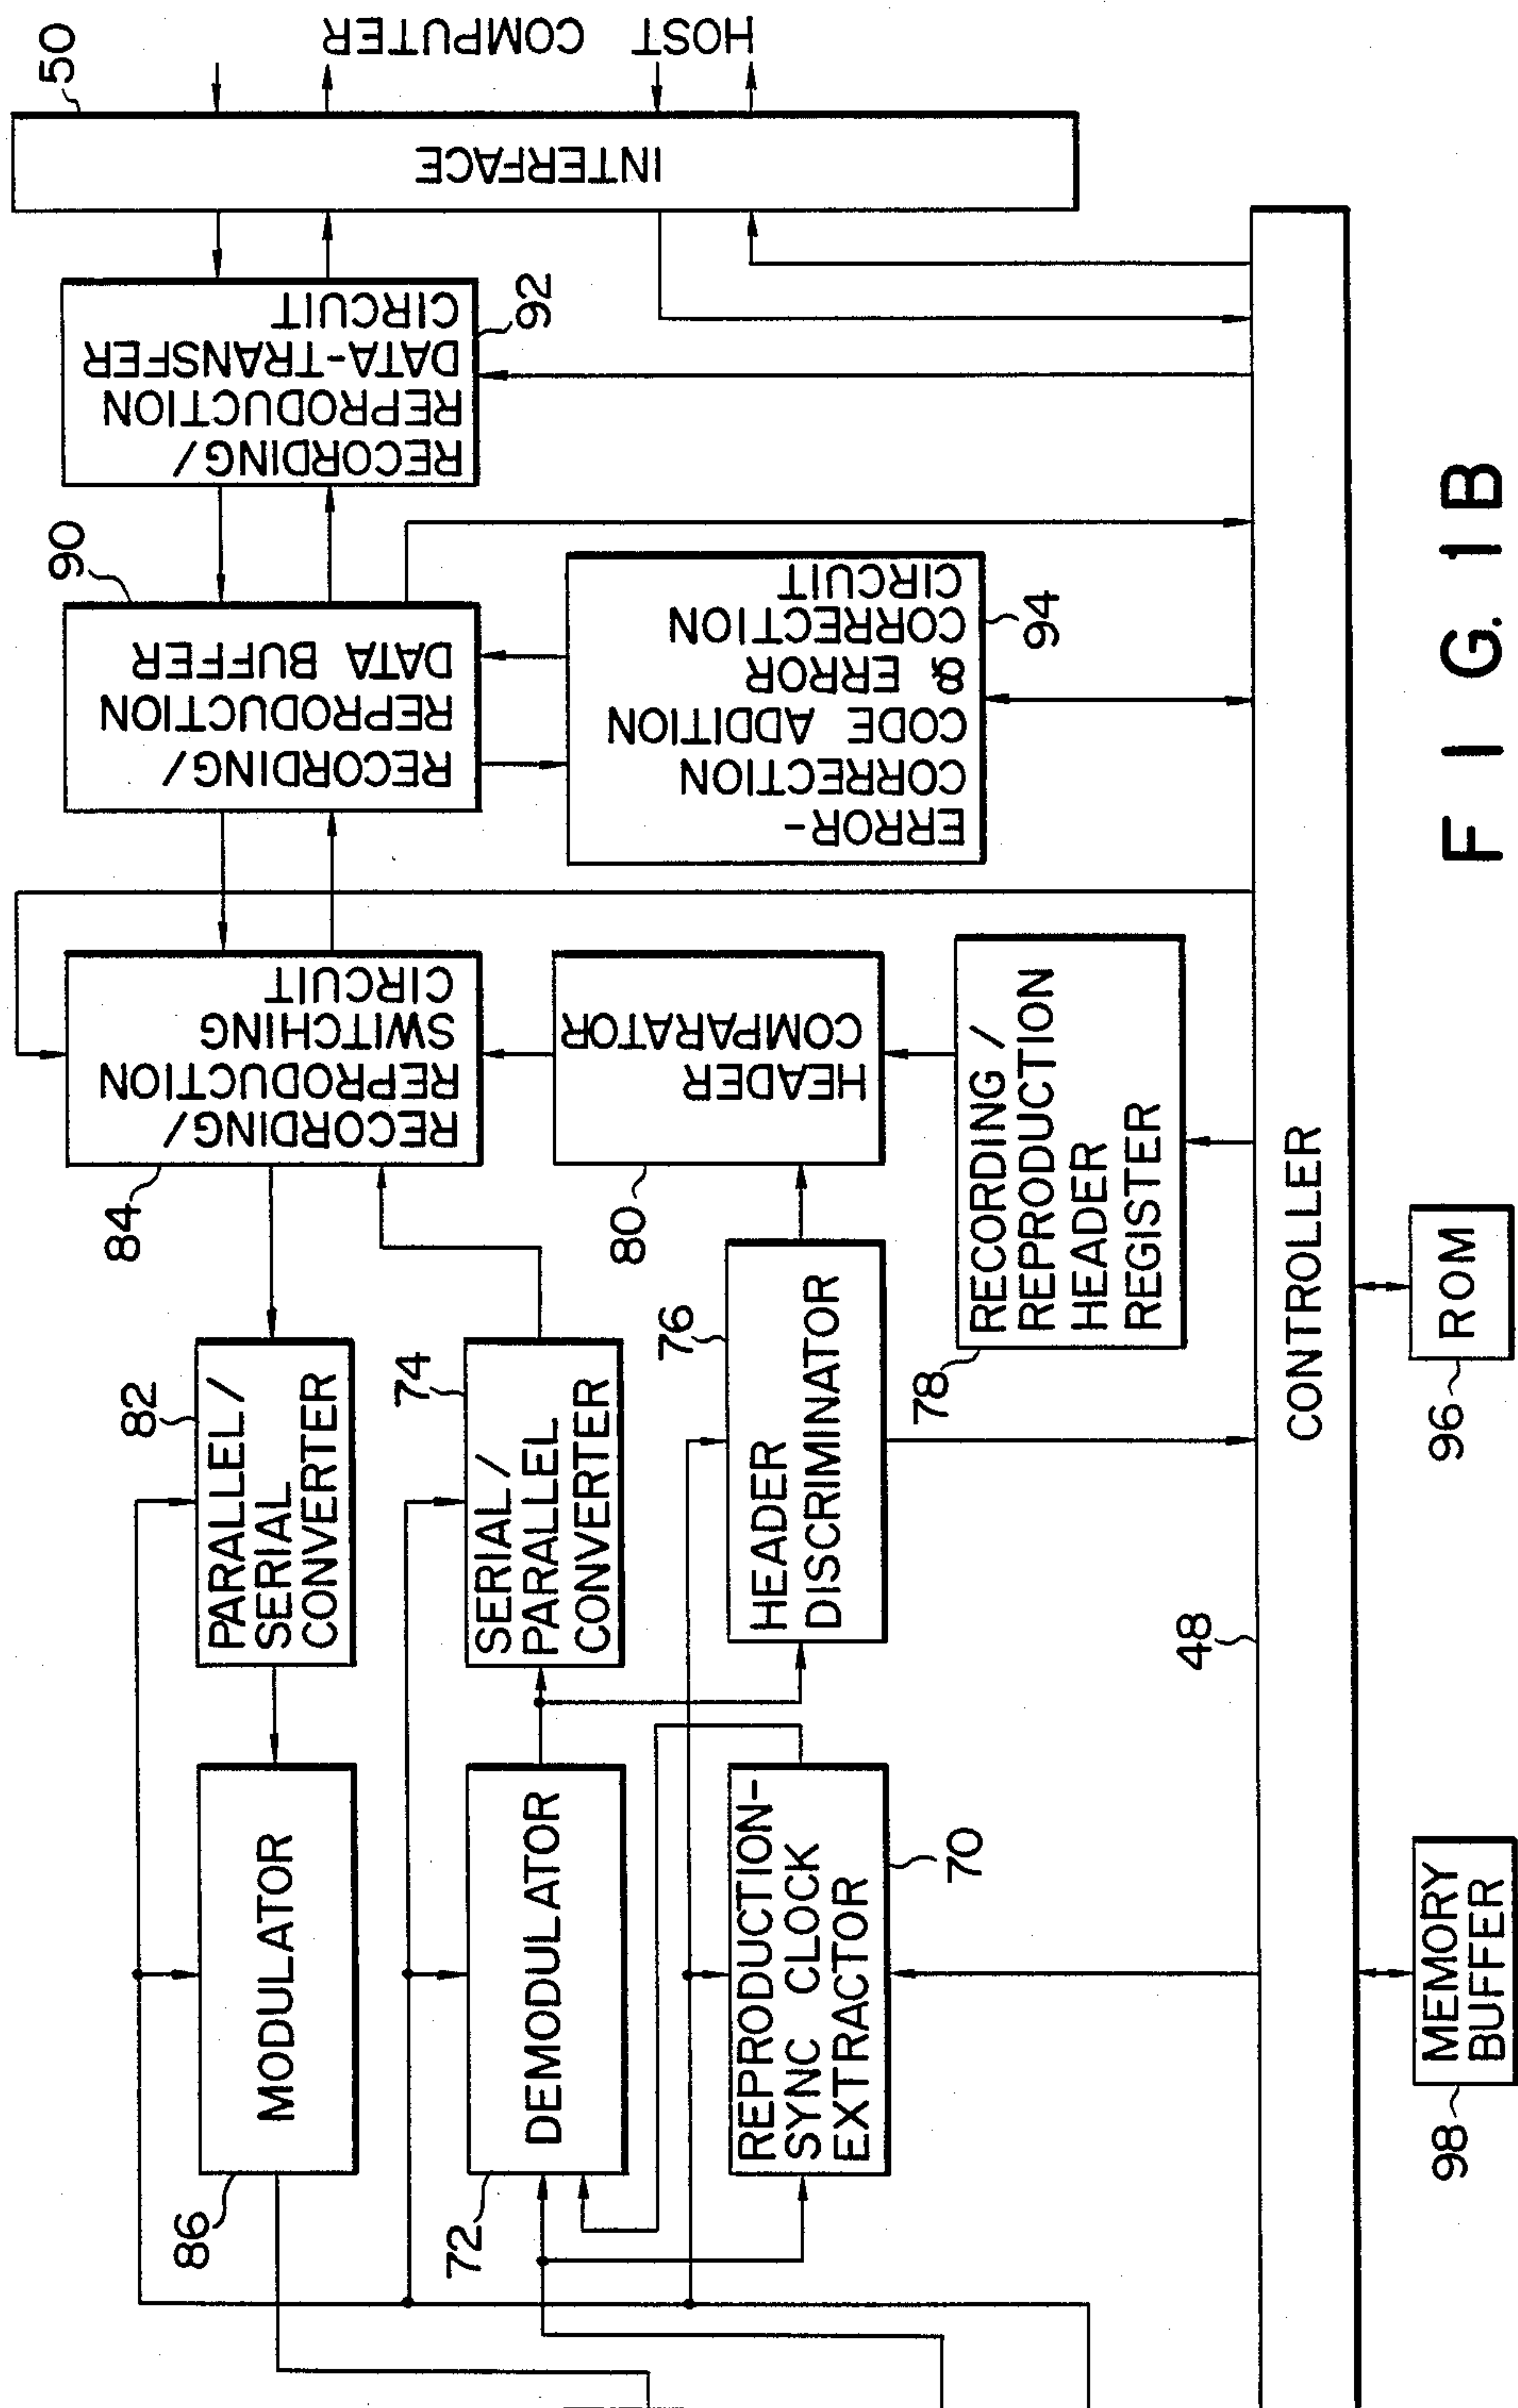 50
HOST COMPUTER
INTERFACE
92
RECORDING/
REPRODUCTION
DATA-TRANSFER
CIRCUIT
90
RECORDING/
REPRODUCTION
DATA BUFFER
94
ERROR-
CORRECTION
CODE ADDITION
& ERROR
CORRECTION
CIRCUIT
84
RECORDING/
REPRODUCTION
SWITCHING
CIRCUIT
80
HEADER
COMPARATOR
78
RECORDING/
REPRODUCTION
HEADER
REGISTER
82
PARALLEL/
SERIAL
CONVERTER
74
SERIAL/
PARALLEL
CONVERTER
76
HEADER
DISCRIMINATOR
86
MODULATOR
72
DEMODULATOR
70
REPRODUCTION-
SYNC CLOCK
EXTRACTOR
48
CONTROLLER
96
ROM
98
MEMORY
BUFFER
FIG. 1B